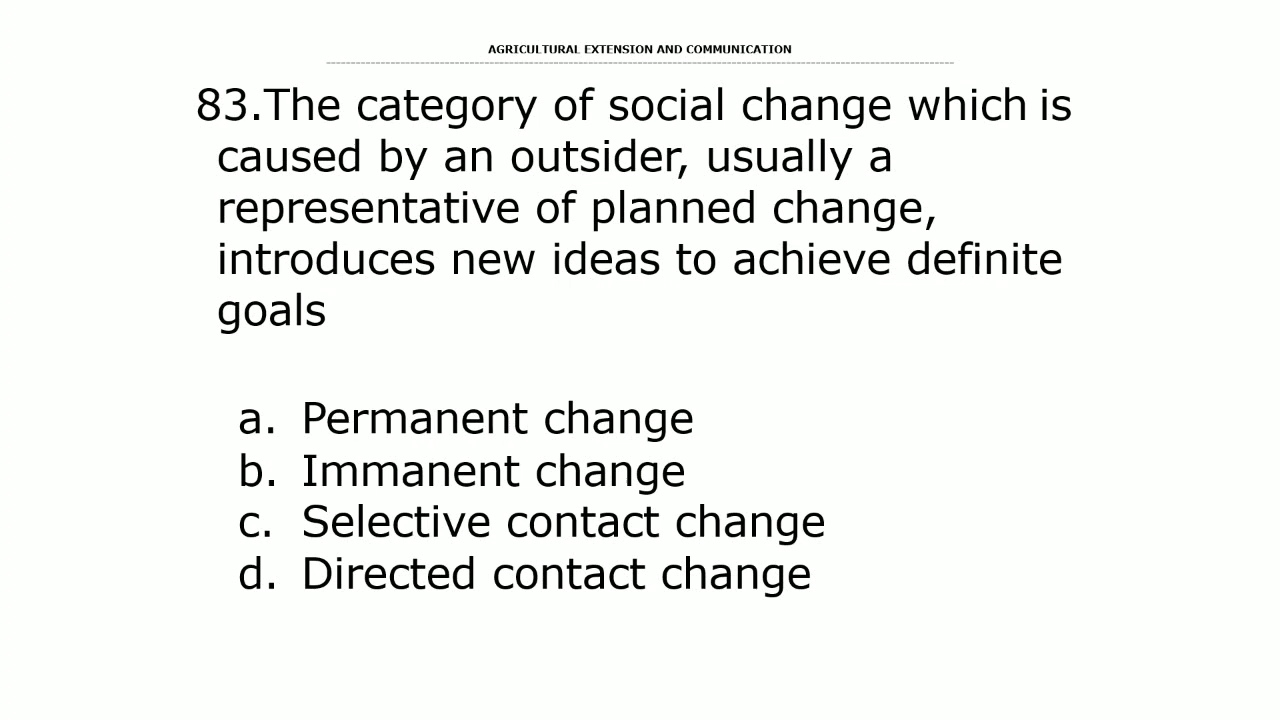 AGRICULTURAL EXTENSION AND COMMUNICATION
83.The category of social change which is
caused by an outsider, usually a
representative of planned change,
introduces new ideas to achieve definite
goals
a. Permanent change
b. Immanent change
c. Selective contact change
d. Directed contact change